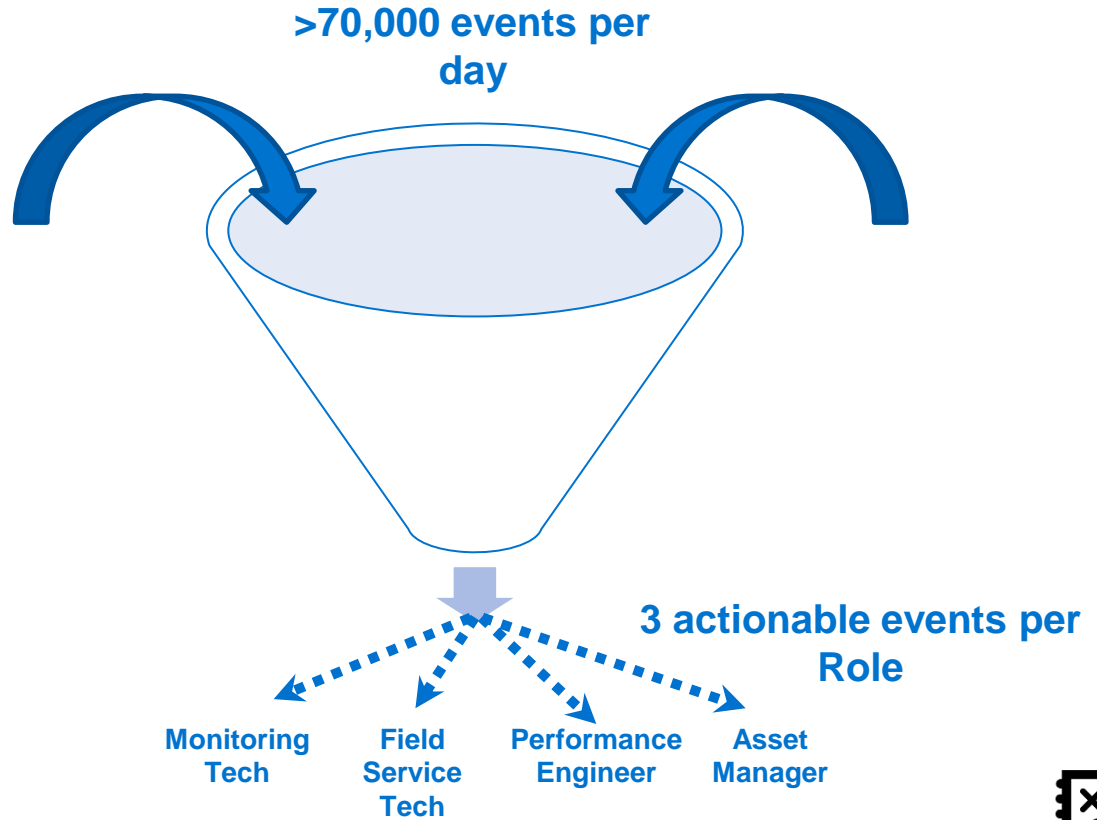 >70,000 events per
day
3 actionable events per
Role
Monitoring
Tech
Field
Service
Tech
Performance
Engineer
Asset
Manager